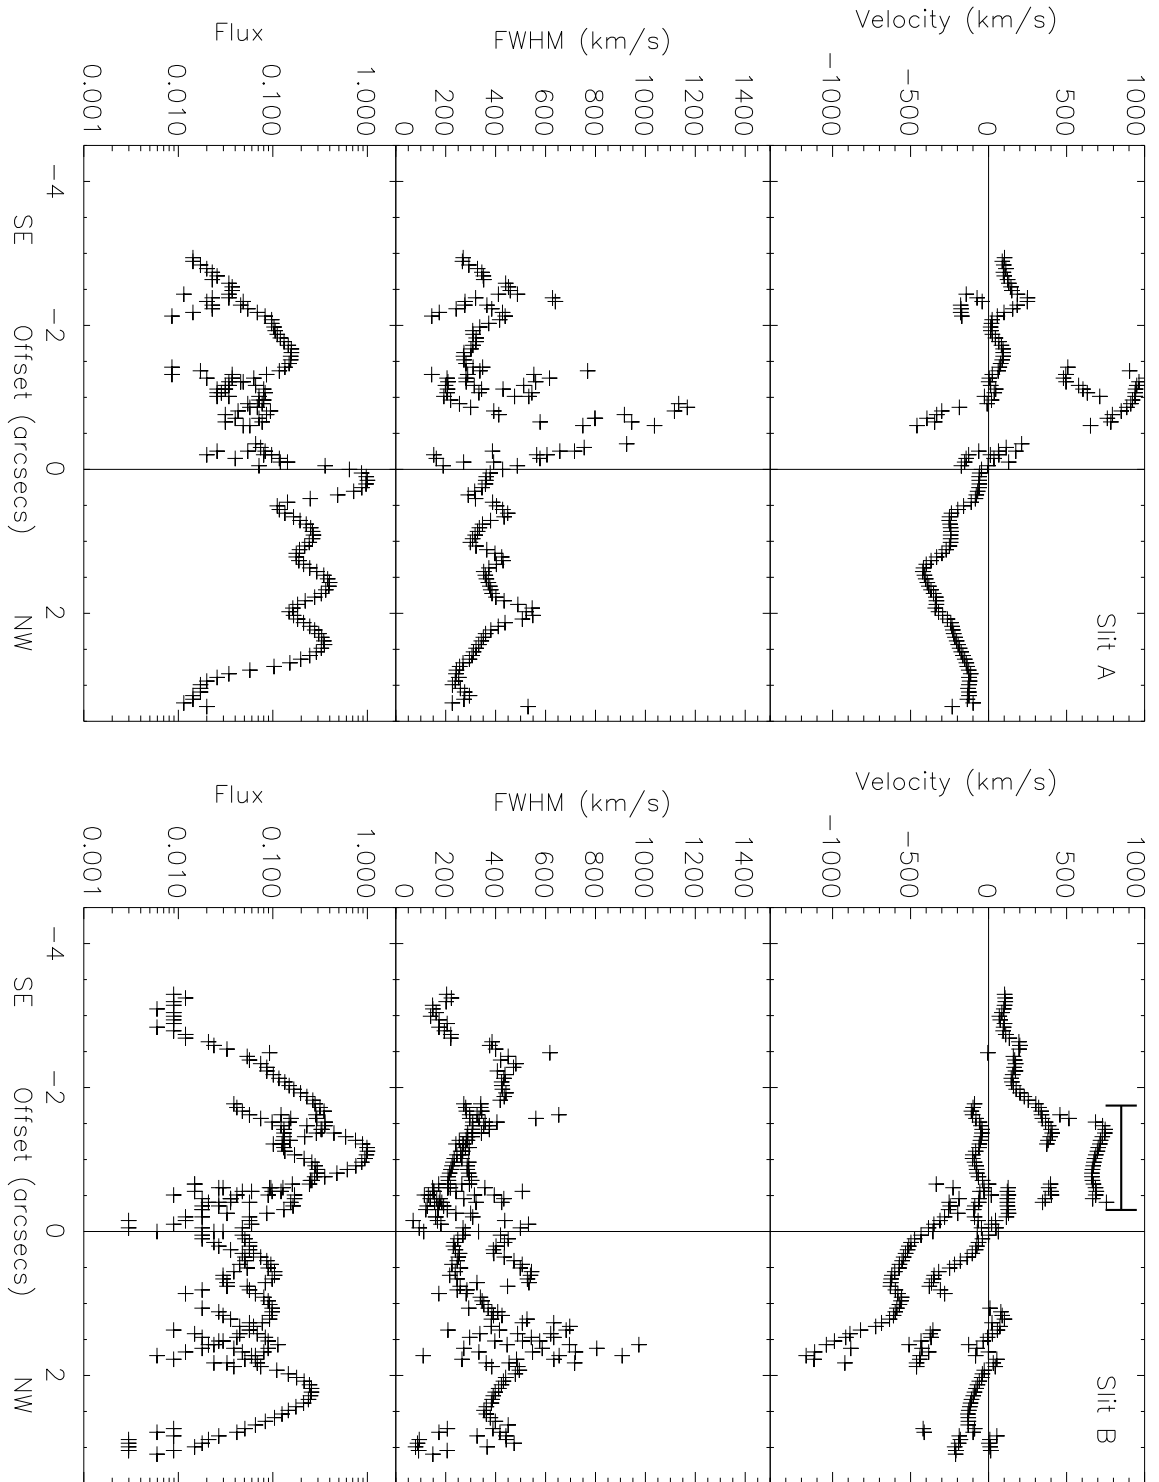 Slit A
Velocity (km/s)
1000
500
0
−500
−1000
FWHM (km/s)
1400
1200
1000
800
600
400
200
0
Flux
1.000
0.100
0.010
0.001
−4 −2 0 2
SE Offset (arcsecs) NW
Slit B
Velocity (km/s)
1000
500
0
−500
−1000
FWHM (km/s)
1400
1200
1000
800
600
400
200
0
Flux
1.000
0.100
0.010
0.001
−4 −2 0 2
SE Offset (arcsecs) NW